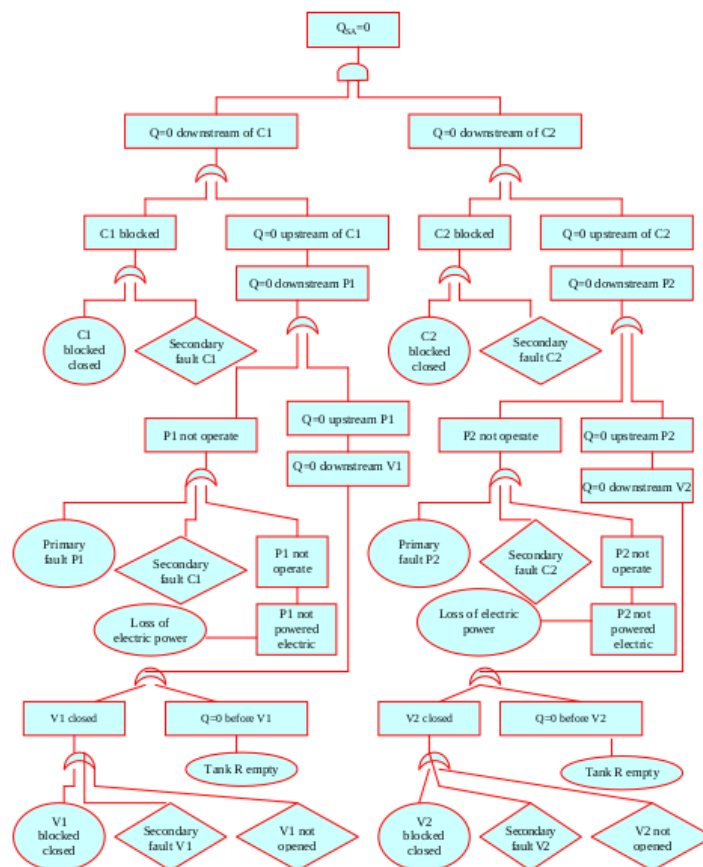 Q_SA=0
Q=0 downstream of C1
Q=0 downstream of C2
C1 blocked
Q=0 upstream of C1
C2 blocked
Q=0 upstream of C2
Q=0 downstream P1
Q=0 downstream P2
C1
blocked
closed
Secondary
fault C1
C2
blocked
closed
Secondary
fault C2
P1 not operate
Q=0 upstream P1
P2 not operate
Q=0 upstream P2
Q=0 downstream V1
Q=0 downstream V2
Primary
fault P1
Secondary
fault C1
P1 not
operate
Primary
fault P2
Secondary
fault C2
P2 not
operate
Loss of
electric power
P1 not
powered
electric
Loss of electric
power
P2 not
powered
electric
V1 closed
Q=0 before V1
V2 closed
Q=0 before V2
Tank R empty
Tank R empty
V1
blocked
closed
Secondary
fault V1
V1 not
opened
V2
blocked
closed
Secondary
fault V2
V2 not
opened